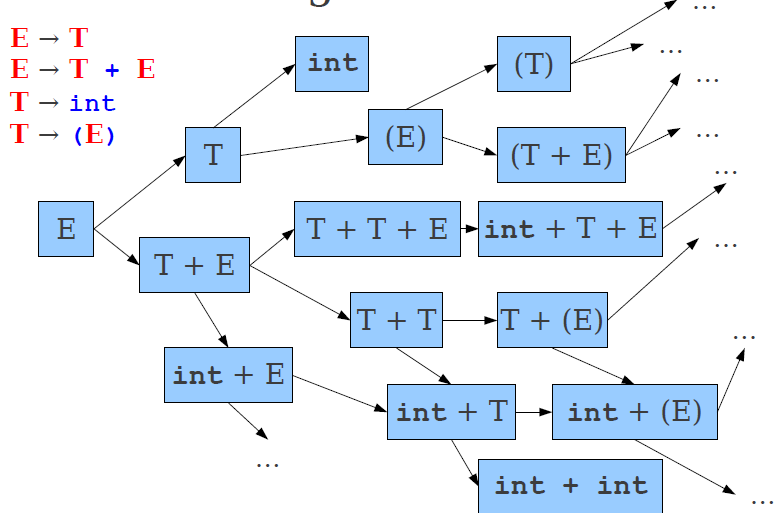 E → T
E → T + E
T → int
T → (E)
...
...
int
(T)
...
(E)
T
(T + E)
...
...
E
T + T + E
int + T + E
T + E
...
T + T
T + (E)
...
int + E
int + T
int + (E)
...
int + int
...